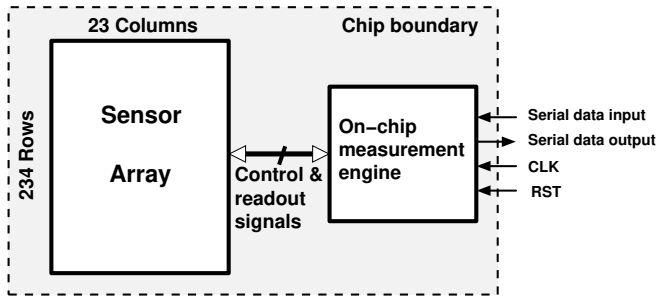 23 Columns
Chip boundary
234 Rows
Sensor
Array
On−chip
measurement
engine
Control &
readout
signals
Serial data input
Serial data output
CLK
RST